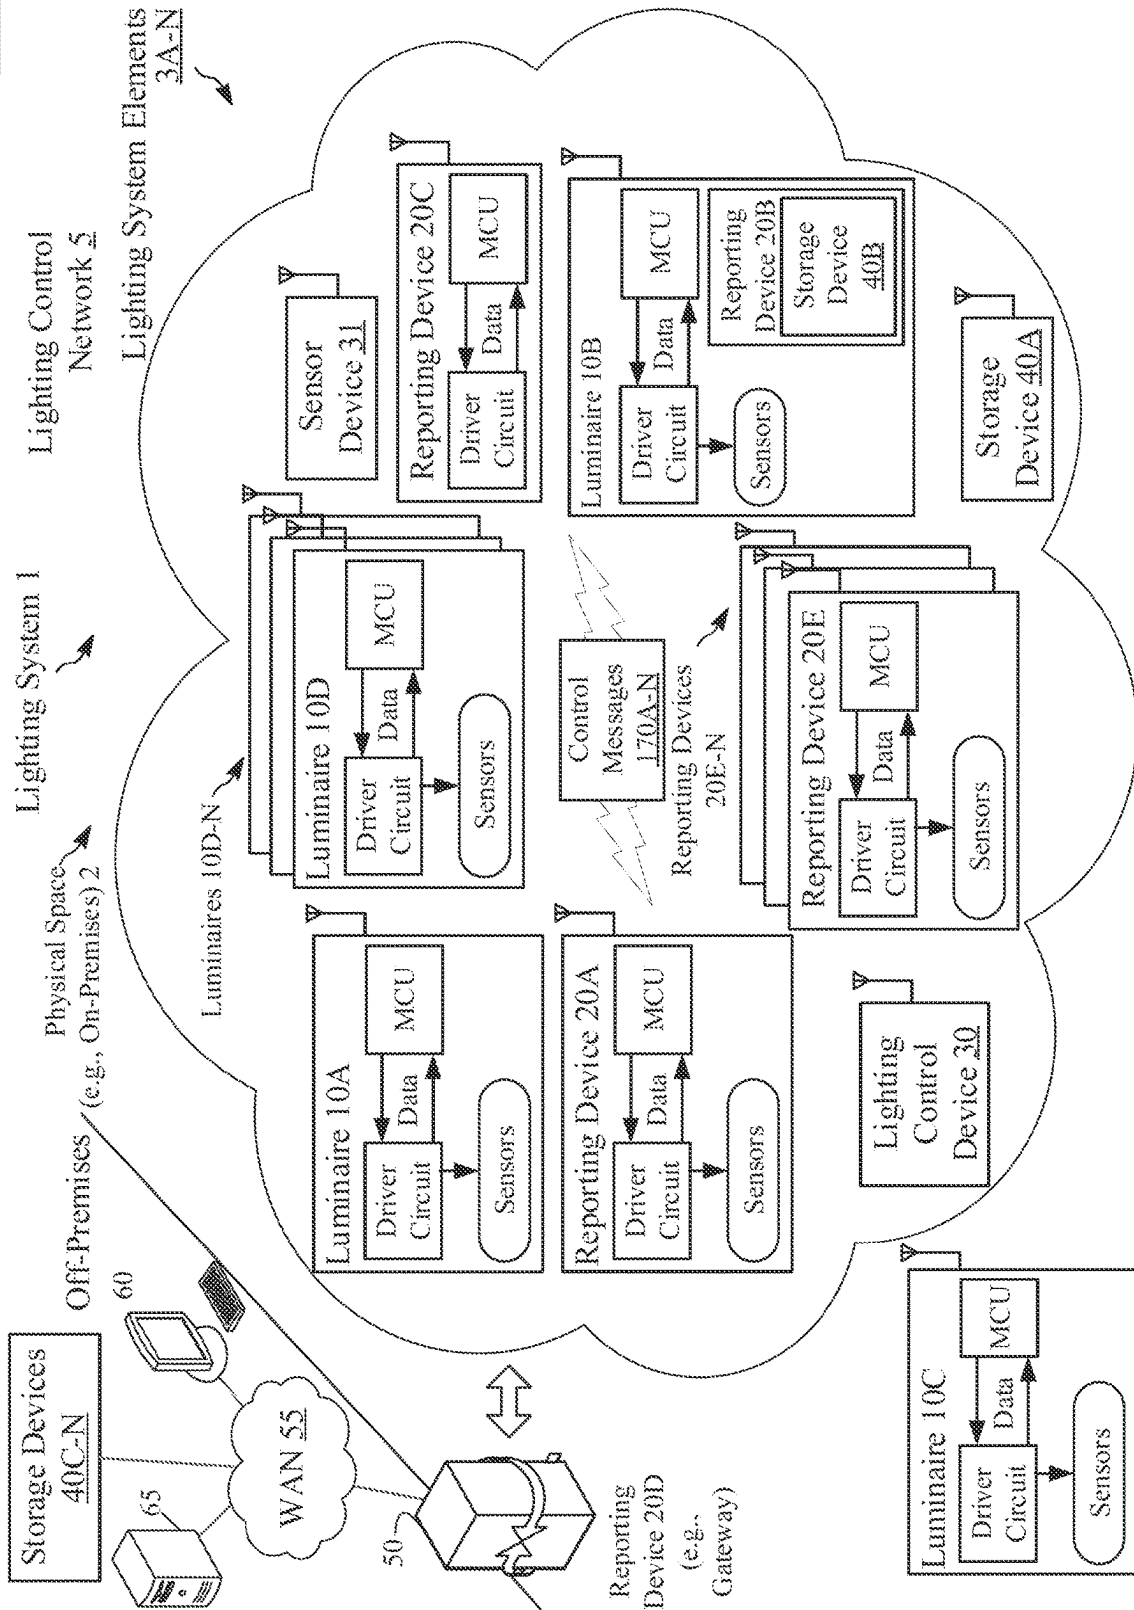 Lighting System 1
Lighting Control
Network 5
Lighting System Elements
3A-N
Physical Space
(e.g., On-Premises) 2
Off-Premises
Storage Devices
40C-N
65
60
WAN 55
50
Reporting
Device 20D
(e.g.,
Gateway)
Luminaires 10D-N
Luminaire 10A
Driver
Circuit
Data
MCU
Sensors
Luminaire 10D
Driver
Circuit
Data
MCU
Sensors
Sensor
Device 31
Reporting Device 20C
Driver
Circuit
Data
MCU
Control
Messages
170A-N
Luminaire 10B
Driver
Circuit
Data
MCU
Sensors
Reporting
Device 20B
Storage
Device
40B
Reporting Device 20A
Driver
Circuit
Data
MCU
Sensors
Reporting Devices
20E-N
Reporting Device 20E
Driver
Circuit
Data
MCU
Sensors
Storage
Device 40A
Lighting
Control
Device 30
Luminaire 10C
Driver
Circuit
Data
MCU
Sensors